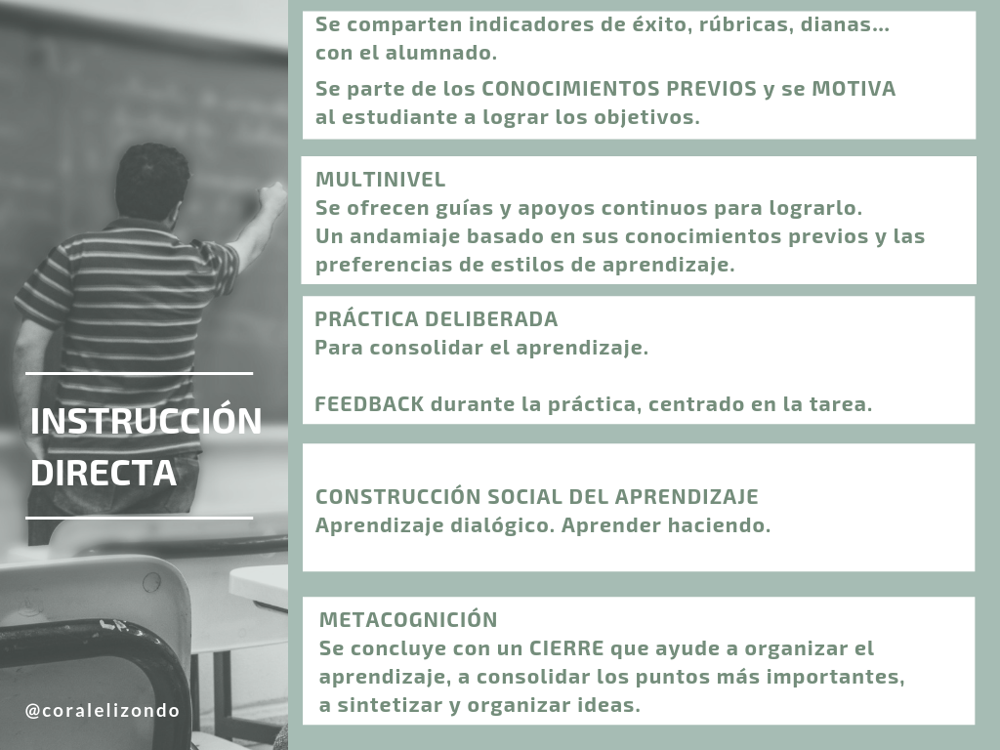 INSTRUCCIÓN
DIRECTA
@coralelizondo
Se comparten indicadores de éxito, rúbricas, dianas...
con el alumnado.
Se parte de los CONOCIMIENTOS PREVIOS y se MOTIVA
al estudiante a lograr los objetivos.
MULTINIVEL
Se ofrecen guías y apoyos continuos para lograrlo.
Un andamiaje basado en sus conocimientos previos y las
preferencias de estilos de aprendizaje.
PRÁCTICA DELIBERADA
Para consolidar el aprendizaje.
FEEDBACK durante la práctica, centrado en la tarea.
CONSTRUCCIÓN SOCIAL DEL APRENDIZAJE
Aprendizaje dialógico. Aprender haciendo.
METACOGNICIÓN
Se concluye con un CIERRE que ayude a organizar el
aprendizaje, a consolidar los puntos más importantes,
a sintetizar y organizar ideas.